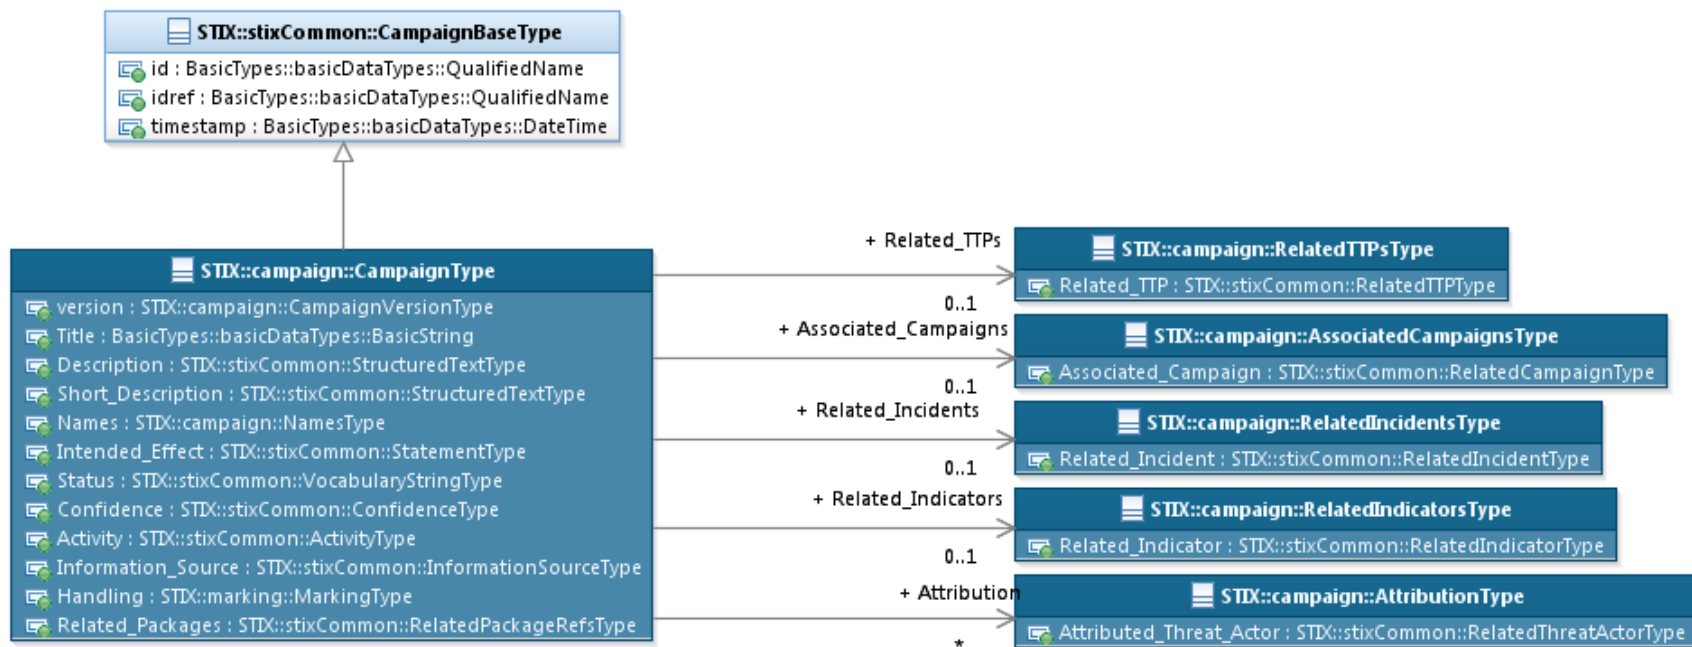 STIX::stixCommon::CampaignBaseType
id : BasicTypes::basicDataTypes::QualifiedName
idref : BasicTypes::basicDataTypes::QualifiedName
timestamp : BasicTypes::basicDataTypes::DateTime
STIX::campaign::CampaignType
version : STIX::campaign::CampaignVersionType
Title : BasicTypes::basicDataTypes::BasicString
Description : STIX::stixCommon::StructuredTextType
Short_Description : STIX::stixCommon::StructuredTextType
Names : STIX::campaign::NamesType
Intended_Effect : STIX::stixCommon::StatementType
Status : STIX::stixCommon::VocabularyStringType
Confidence : STIX::stixCommon::ConfidenceType
Activity : STIX::stixCommon::ActivityType
Information_Source : STIX::stixCommon::InformationSourceType
Handling : STIX::marking::MarkingType
Related_Packages : STIX::stixCommon::RelatedPackageRefsType
+ Related_TTPs
0..1
STIX::campaign::RelatedTTPsType
Related_TTP : STIX::stixCommon::RelatedTTPType
+ Associated_Campaigns
0..1
STIX::campaign::AssociatedCampaignsType
Associated_Campaign : STIX::stixCommon::RelatedCampaignType
+ Related_Incidents
0..1
STIX::campaign::RelatedIncidentsType
Related_Incident : STIX::stixCommon::RelatedIncidentType
+ Related_Indicators
0..1
STIX::campaign::RelatedIndicatorsType
Related_Indicator : STIX::stixCommon::RelatedIndicatorType
+ Attribution
*
STIX::campaign::AttributionType
Attributed_Threat_Actor : STIX::stixCommon::RelatedThreatActorType